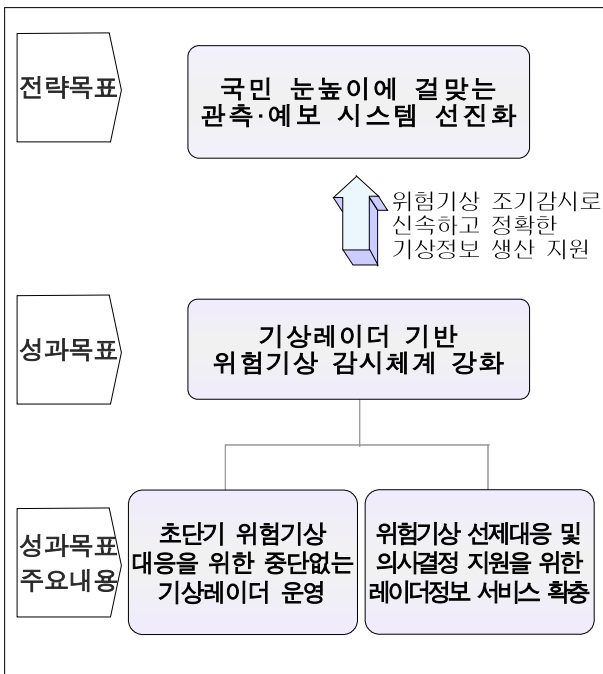 전략목표
국민 눈높이에 걸맞는
관측·예보 시스템 선진화
위험기상 조기감시로
신속하고 정확한
기상정보 생산 지원
성과목표
기상레이더 기반
위험기상 감시체계 강화
성과목표
주요내용
초단기 위험기상
대응을 위한 중단없는
기상레이더 운영
위험기상 선제대응 및
의사결정 지원을 위한
레이더정보 서비스 확충